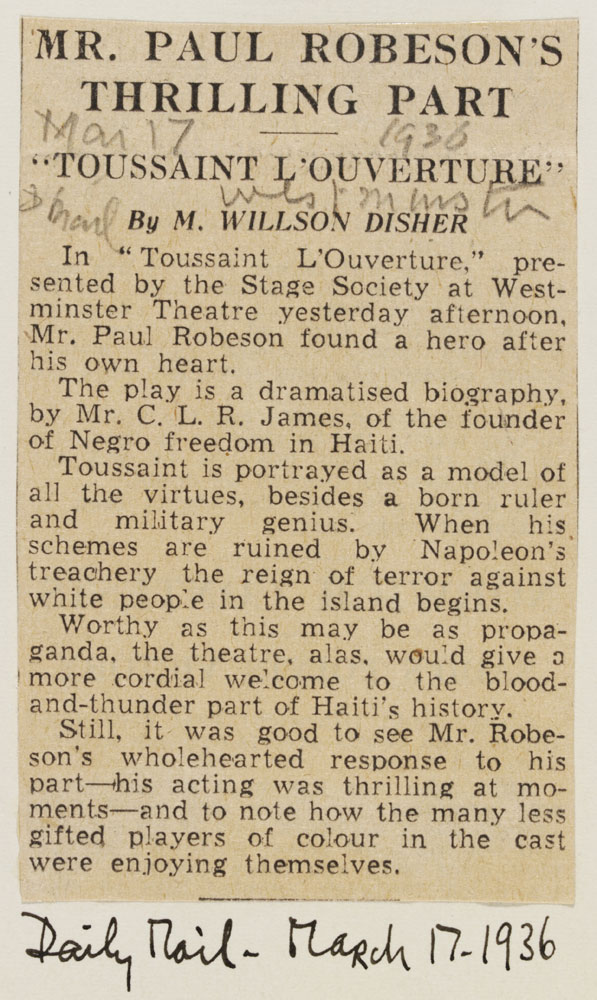 MR. PAUL ROBESON'S
THRILLING PART
Mar 17 1936
"TOUSSAINT L'OUVERTURE"
D Mail Westminster
By M. WILLSON DISHER
In "Toussaint L'Ouverture," pre-
sented by the Stage Society at West-
minster Theatre yesterday afternoon,
Mr. Paul Robeson found a hero after
his own heart.
The play is a dramatised biography,
by Mr. C. L. R. James, of the founder
of Negro freedom in Haiti.
Toussaint is portrayed as a model of
all the virtues, besides a born ruler
and military genius. When his
schemes are ruined by Napoleon's
treachery the reign of terror against
white people in the island begins.
Worthy as this may be as propa-
ganda, the theatre, alas, would give a
more cordial welcome to the blood-
and-thunder part of Haiti's history.
Still, it was good to see Mr. Robe-
son's wholehearted response to his
part—his acting was thrilling at mo-
ments—and to note how the many less
gifted players of colour in the cast
were enjoying themselves.
Daily Mail - March 17-1936